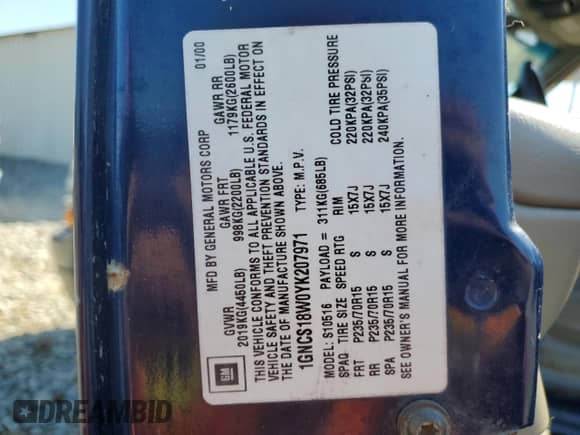 MFD BY GENERAL MOTORS CORP 01/00
GVWR GAWR FRT GAWR RR
2019KG(4450LB) 998KG(2200LB) 1179KG(2600LB)
THIS VEHICLE CONFORMS TO ALL APPLICABLE U.S. FEDERAL MOTOR
VEHICLE SAFETY AND THEFT PREVENTION STANDARDS IN EFFECT ON
THE DATE OF MANUFACTURE SHOWN ABOVE.
1GNCS18W0YK207971 TYPE: M.P.V.
MODEL: S10516 PAYLOAD = 311KG(685LB)
SPAQ TIRE SIZE SPEED RTG RIM COLD TIRE PRESSURE
FRT P235/70R15 S 15X7J 220KPA(32PSI)
RR P235/70R15 S 15X7J 220KPA(32PSI)
SPA P235/70R15 S 15X7J 240KPA(35PSI)
SEE OWNER'S MANUAL FOR MORE INFORMATION.
GM
DREAMBID